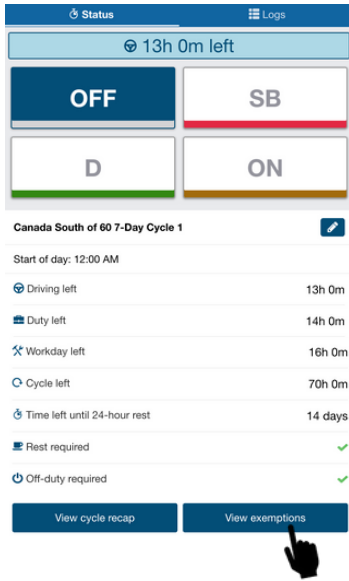 Status
Logs
13h 0m left
OFF
SB
D
ON
Canada South of 60 7-Day Cycle 1
Start of day: 12:00 AM
Driving left 13h 0m
Duty left 14h 0m
Workday left 16h 0m
Cycle left 70h 0m
Time left until 24-hour rest 14 days
Rest required
Off-duty required
View cycle recap
View exemptions